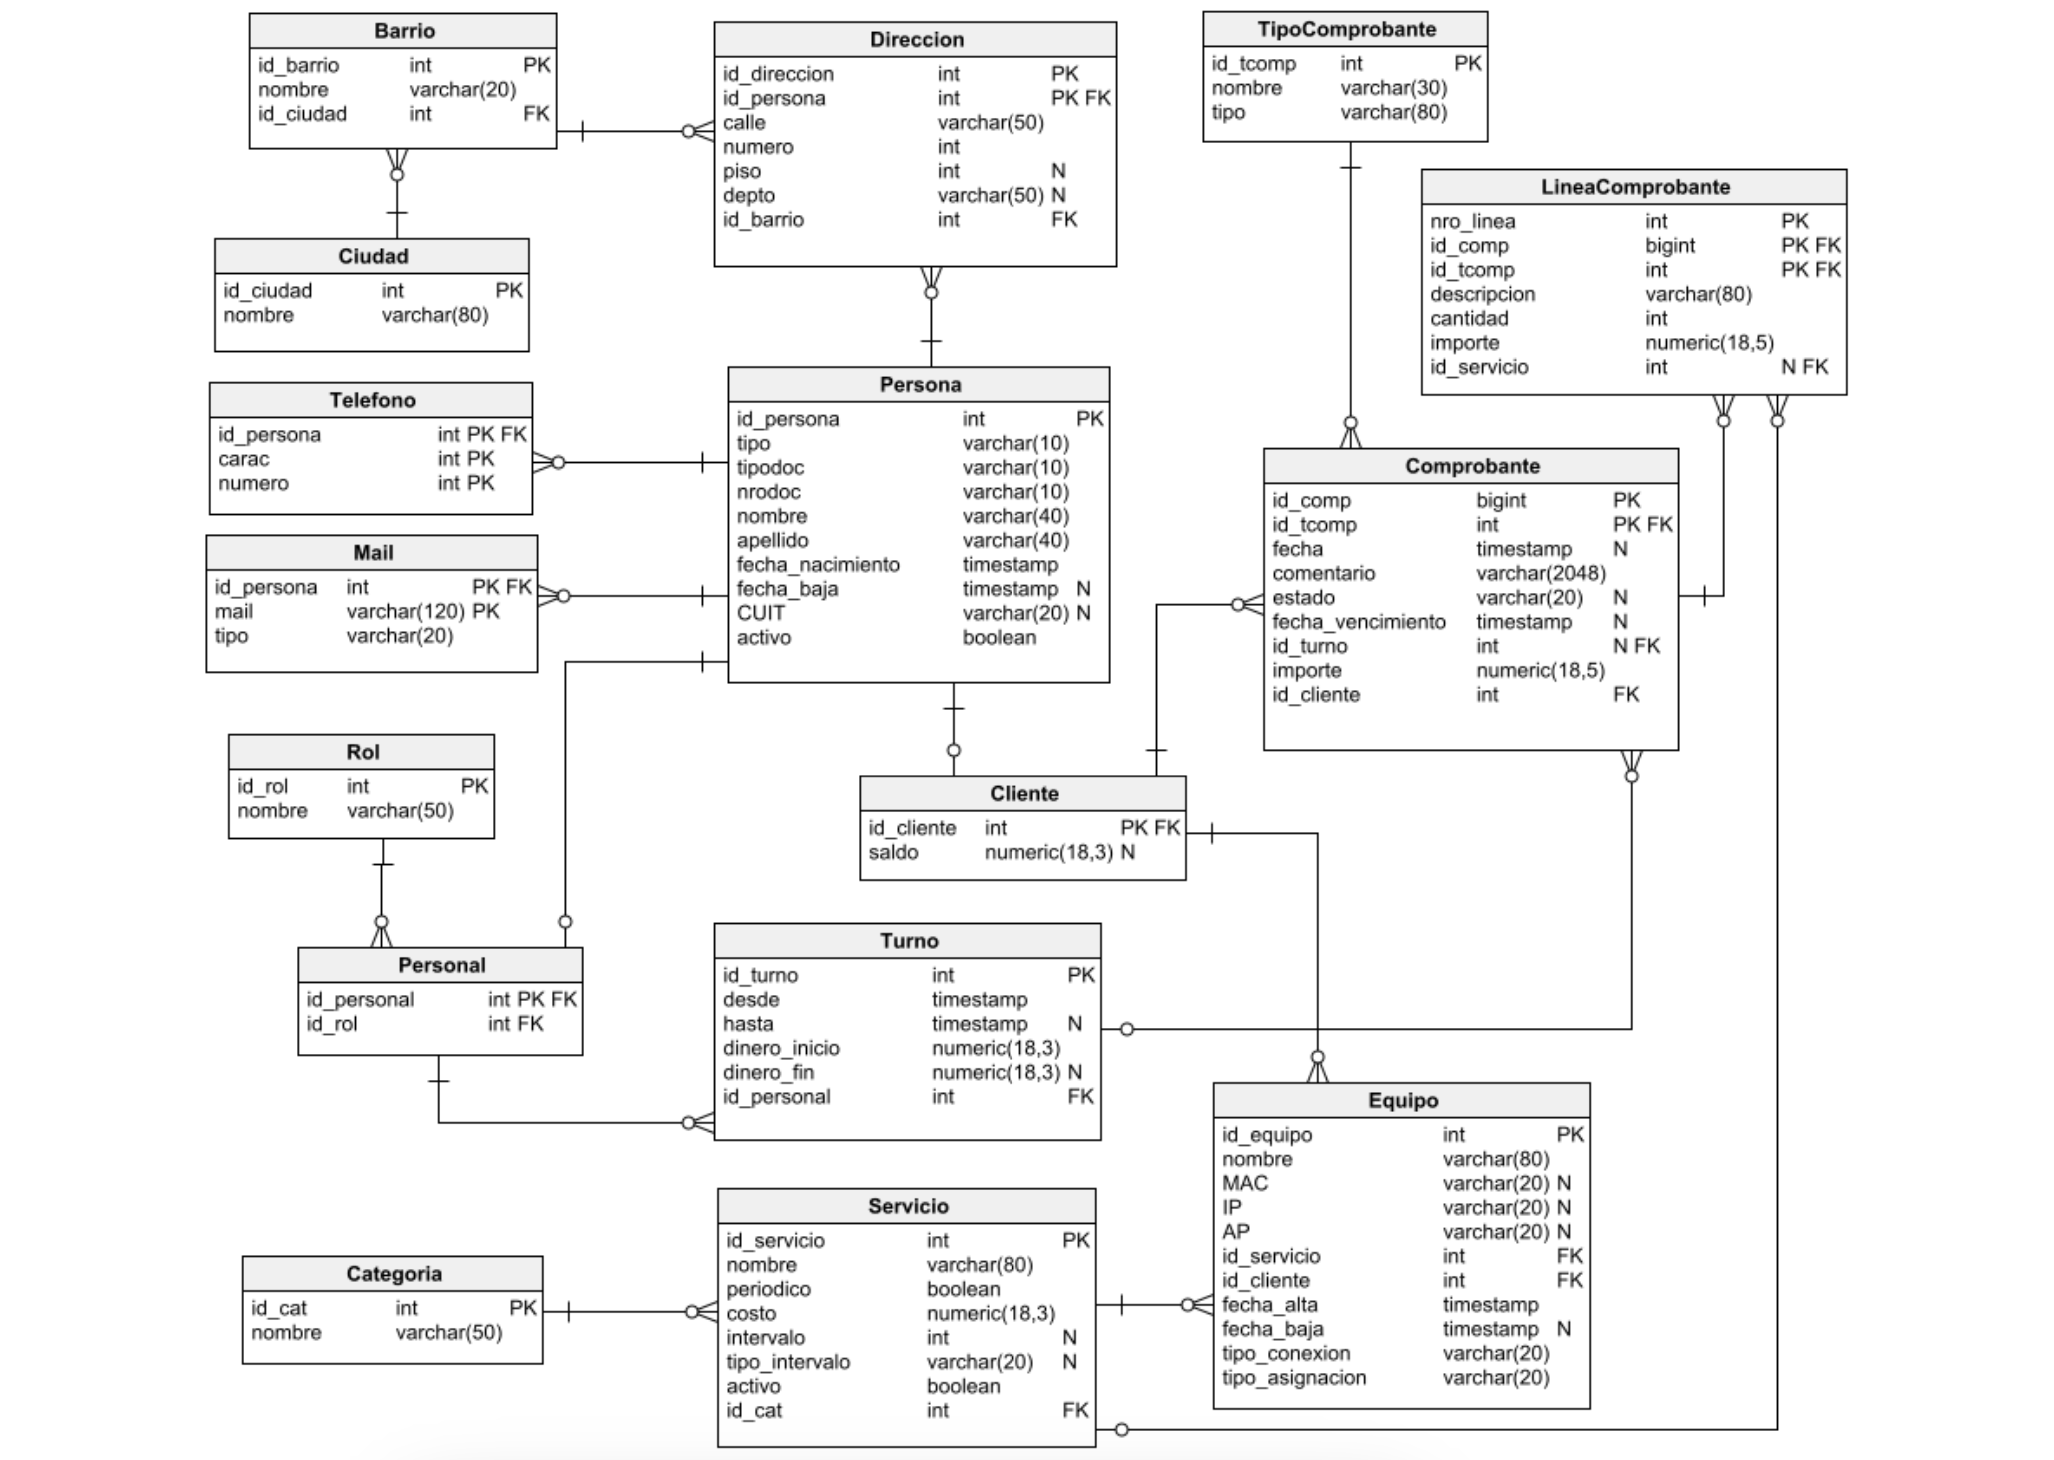 Barrio
id_barrio int PK
nombre varchar(20)
id_ciudad int FK
Direccion
id_direccion int PK
id_persona int PK FK
calle varchar(50)
numero int
piso int N
depto varchar(50) N
id_barrio int FK
TipoComprobante
id_tcomp int PK
nombre varchar(30)
tipo varchar(80)
LineaComprobante
nro_linea int PK
id_comp bigint PK FK
id_tcomp int PK FK
descripcion varchar(80)
cantidad int
importe numeric(18,5)
id_servicio int N FK
Ciudad
id_ciudad int PK
nombre varchar(80)
Telefono
id_persona int PK FK
carac int PK
numero int PK
Persona
id_persona int PK
tipo varchar(10)
tipodoc varchar(10)
nrodoc varchar(10)
nombre varchar(40)
apellido varchar(40)
fecha_nacimiento timestamp
fecha_baja timestamp N
CUIT varchar(20) N
activo boolean
Comprobante
id_comp bigint PK
id_tcomp int PK FK
fecha timestamp N
comentario varchar(2048)
estado varchar(20) N
fecha_vencimiento timestamp N
id_turno int N FK
importe numeric(18,5)
id_cliente int FK
Mail
id_persona int PK FK
mail varchar(120) PK
tipo varchar(20)
Rol
id_rol int PK
nombre varchar(50)
Cliente
id_cliente int PK FK
saldo numeric(18,3) N
Personal
id_personal int PK FK
id_rol int FK
Turno
id_turno int PK
desde timestamp
hasta timestamp N
dinero_inicio numeric(18,3)
dinero_fin numeric(18,3) N
id_personal int FK
Equipo
id_equipo int PK
nombre varchar(80)
MAC varchar(20) N
IP varchar(20) N
AP varchar(20) N
id_servicio int FK
id_cliente int FK
fecha_alta timestamp
fecha_baja timestamp N
tipo_conexion varchar(20)
tipo_asignacion varchar(20)
Categoria
id_cat int PK
nombre varchar(50)
Servicio
id_servicio int PK
nombre varchar(80)
periodico boolean
costo numeric(18,3)
intervalo int N
tipo_intervalo varchar(20) N
activo boolean
id_cat int FK